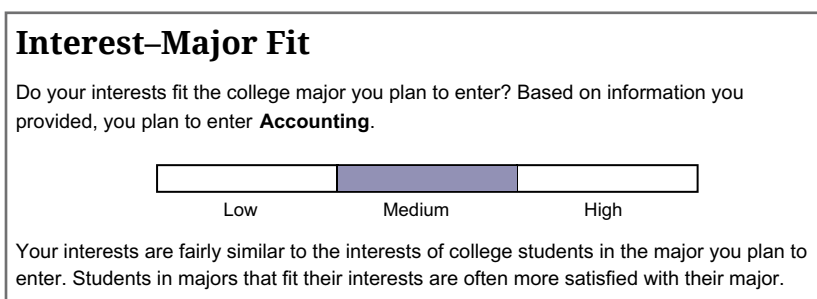 Interest–Major Fit
Do your interests fit the college major you plan to enter? Based on information you
provided, you plan to enter Accounting.
Low Medium High
Your interests are fairly similar to the interests of college students in the major you plan to
enter. Students in majors that fit their interests are often more satisfied with their major.